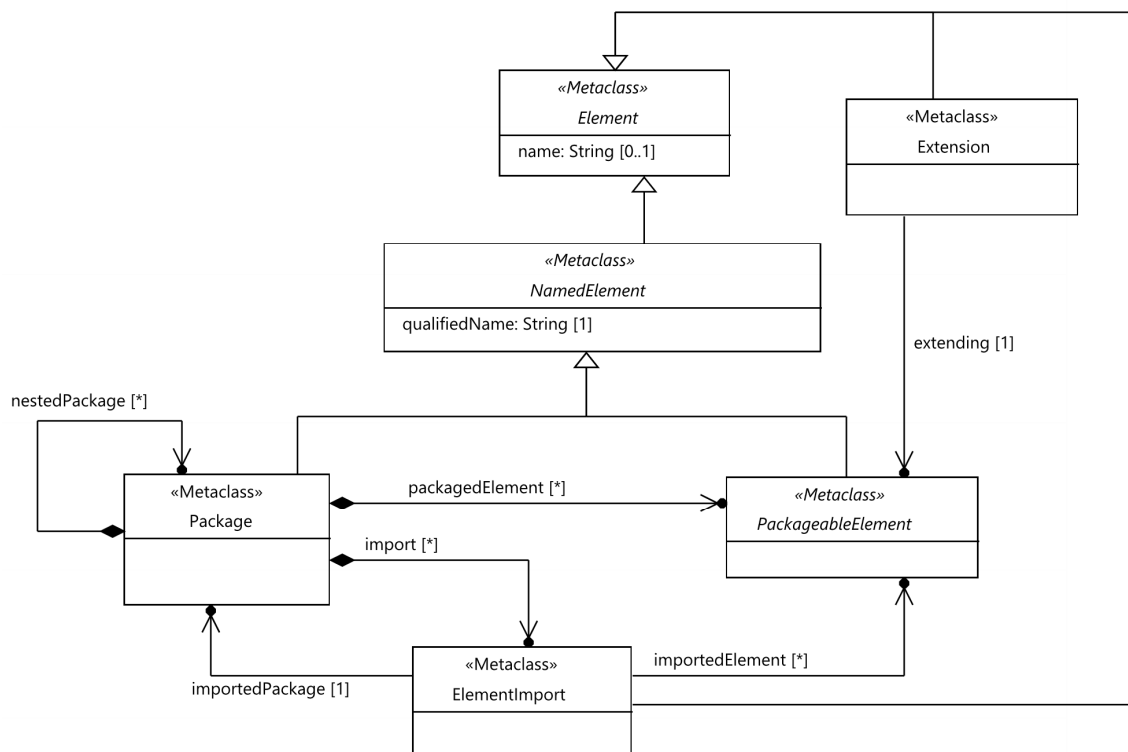 «Metaclass»
Element
name: String [0..1]
«Metaclass»
Extension
«Metaclass»
NamedElement
qualifiedName: String [1]
extending [1]
nestedPackage [*]
«Metaclass»
Package
packagedElement [*]
«Metaclass»
PackageableElement
import [*]
«Metaclass»
ElementImport
importedElement [*]
importedPackage [1]